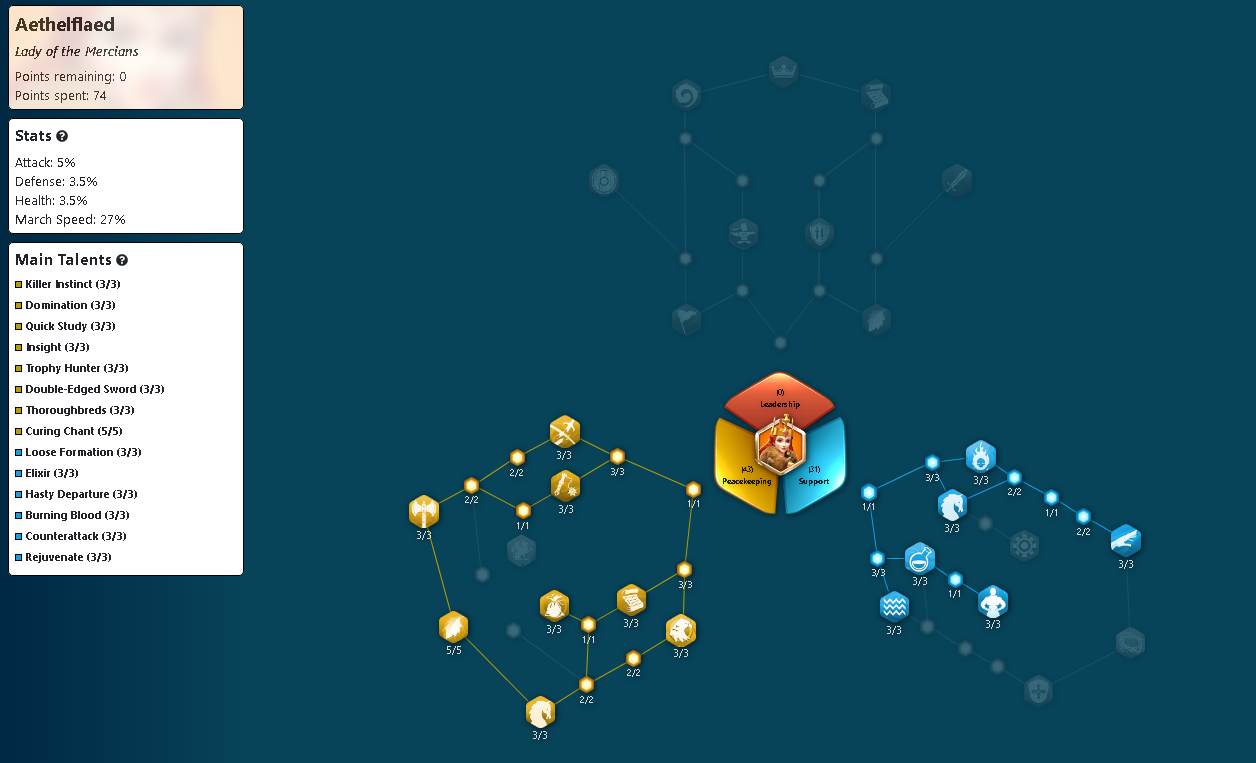 Aethelflaed
Lady of the Mercians
Points remaining: 0
Points spent: 74
Stats ?
Attack: 5%
Defense: 3.5%
Health: 3.5%
March Speed: 27%
Main Talents ?
Killer Instinct (3/3)
Domination (3/3)
Quick Study (3/3)
Insight (3/3)
Trophy Hunter (3/3)
Double-Edged Sword (3/3)
Thoroughbreds (3/3)
Curing Chant (5/5)
Loose Formation (3/3)
Elixir (3/3)
Hasty Departure (3/3)
Burning Blood (3/3)
Counterattack (3/3)
Rejuvenate (3/3)
(0)
Leadership
(43)
Peacekeeping
(31)
Support
3/3
2/2
3/3
2/2
3/3
1/1
1/1
3/3
5/5
3/3
3/3
3/3
1/1
3/3
2/2
2/2
3/3
3/3
3/3
2/2
1/1
3/3
1/1
2/2
3/3
3/3
3/3
1/1
3/3
3/3